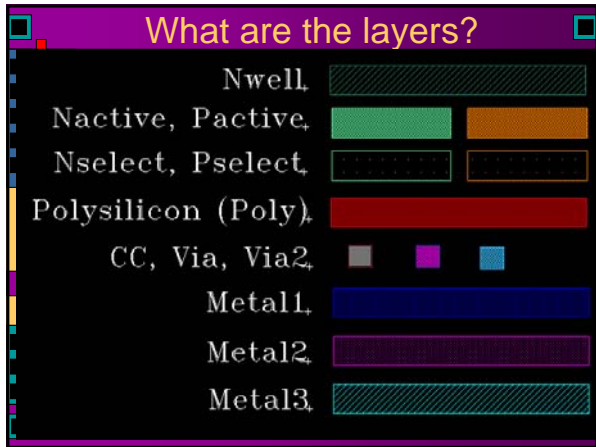 What are the layers?
Nwell
Nactive, Pactive
Nselect, Pselect
Polysilicon (Poly)
CC, Via, Via2
Metal1
Metal2
Metal3